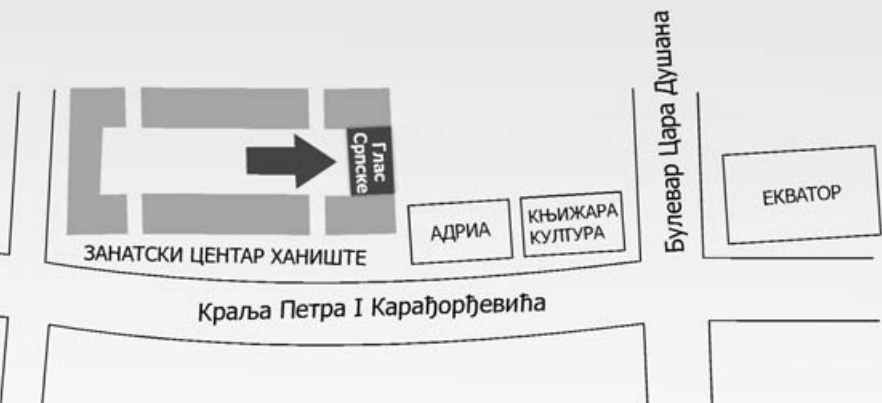 Булевар Цара Душана
Глас
Српске
ЕКВАТОР
АДРИА
КЊИЖАРА
КУЛТУРА
ЗАНАТСКИ ЦЕНТАР ХАНИШТЕ
Краља Петра I Карађорђевића